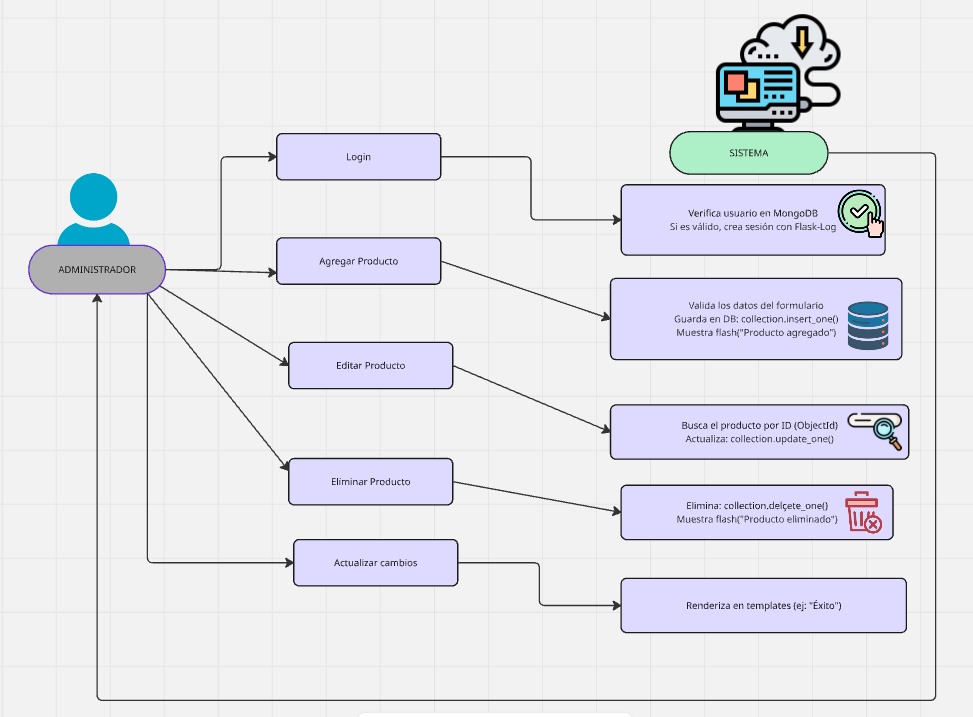 SISTEMA
Login
Verifica usuario en MongoDB
Si es válido, crea sesión con Flask-Log
ADMINISTRADOR
Agregar Producto
Valida los datos del formulario
Guarda en DB: collection.insert_one()
Muestra flash("Producto agregado")
Editar Producto
Busca el producto por ID (ObjectId)
Actualiza: collection.update_one()
Eliminar Producto
Elimina: collection.delçete_one()
Muestra flash("Producto eliminado")
Actualizar cambios
Renderiza en templates (ej: "Éxito")